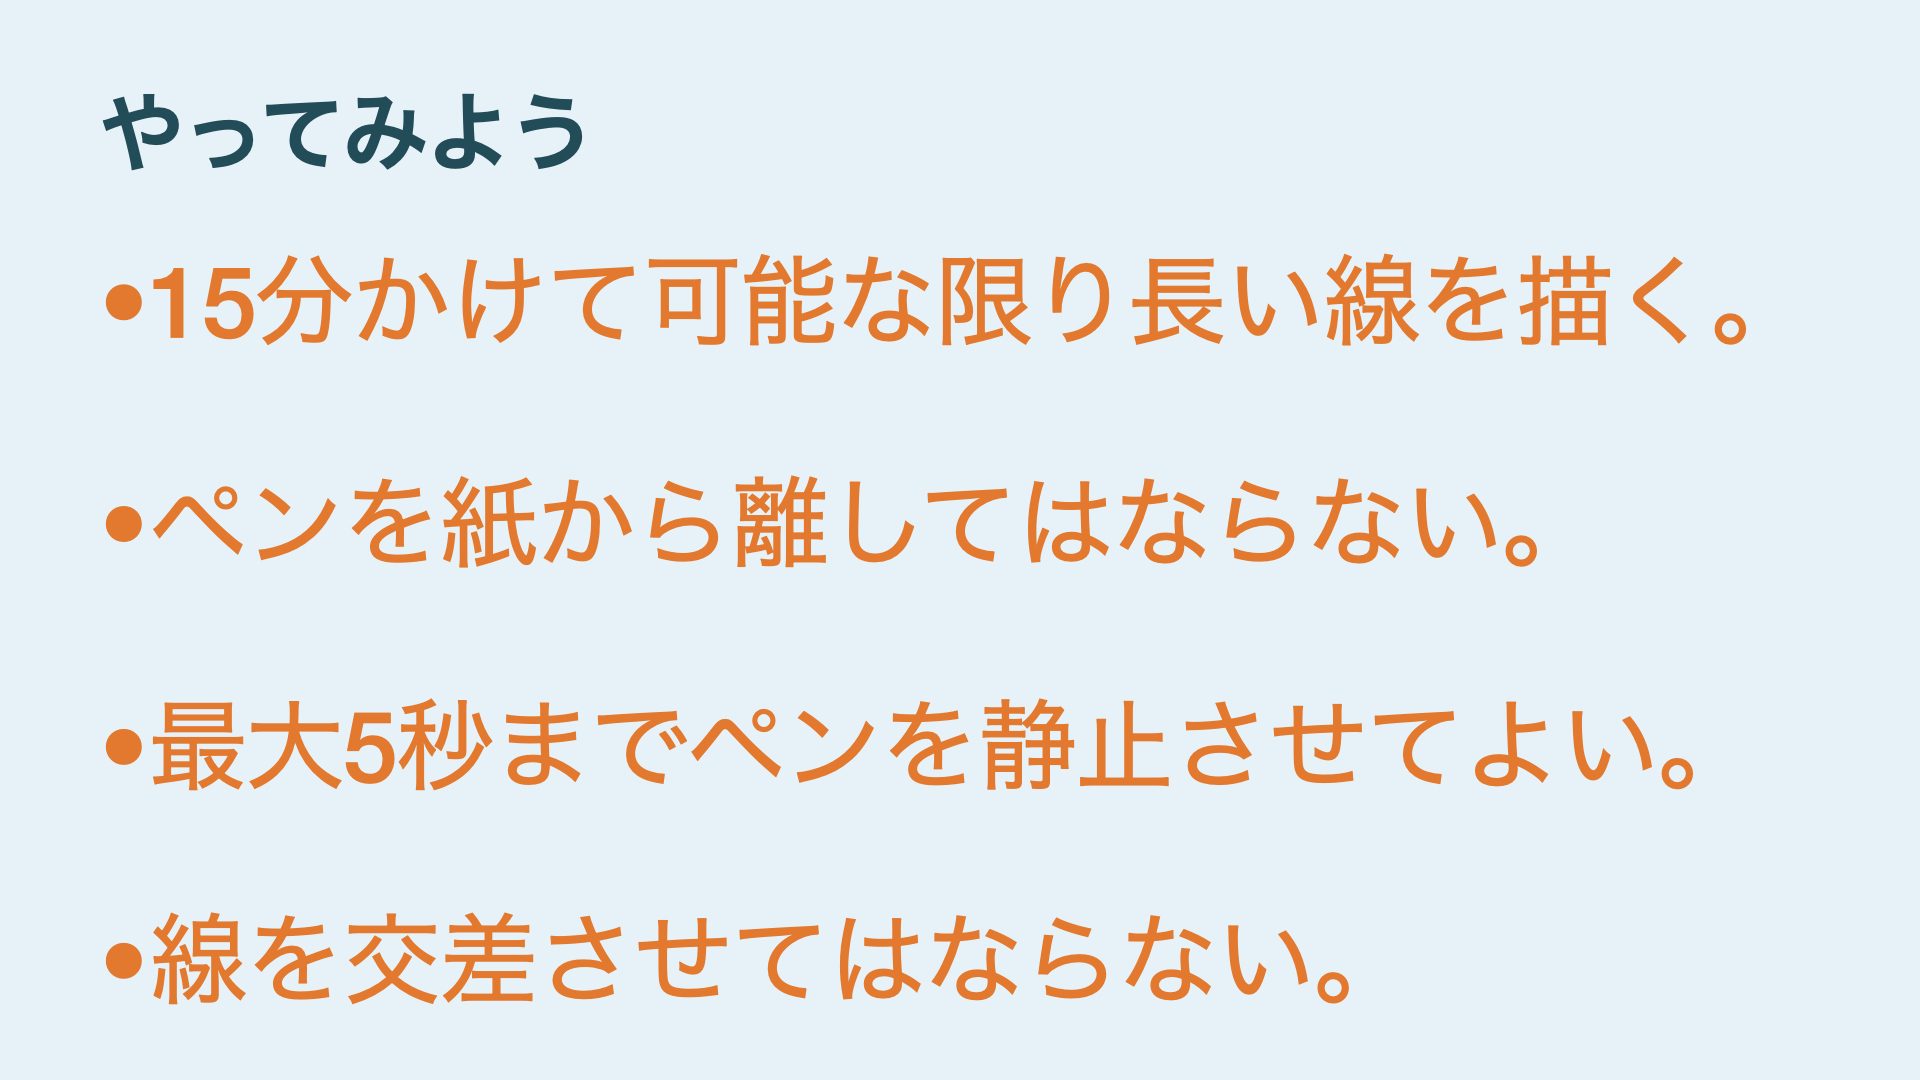 やってみよう
•15分かけて可能な限り長い線を描く。
•ペンを紙から離してはならない。
•最大5秒までペンを静止させてよい。
•線を交差させてはならない。